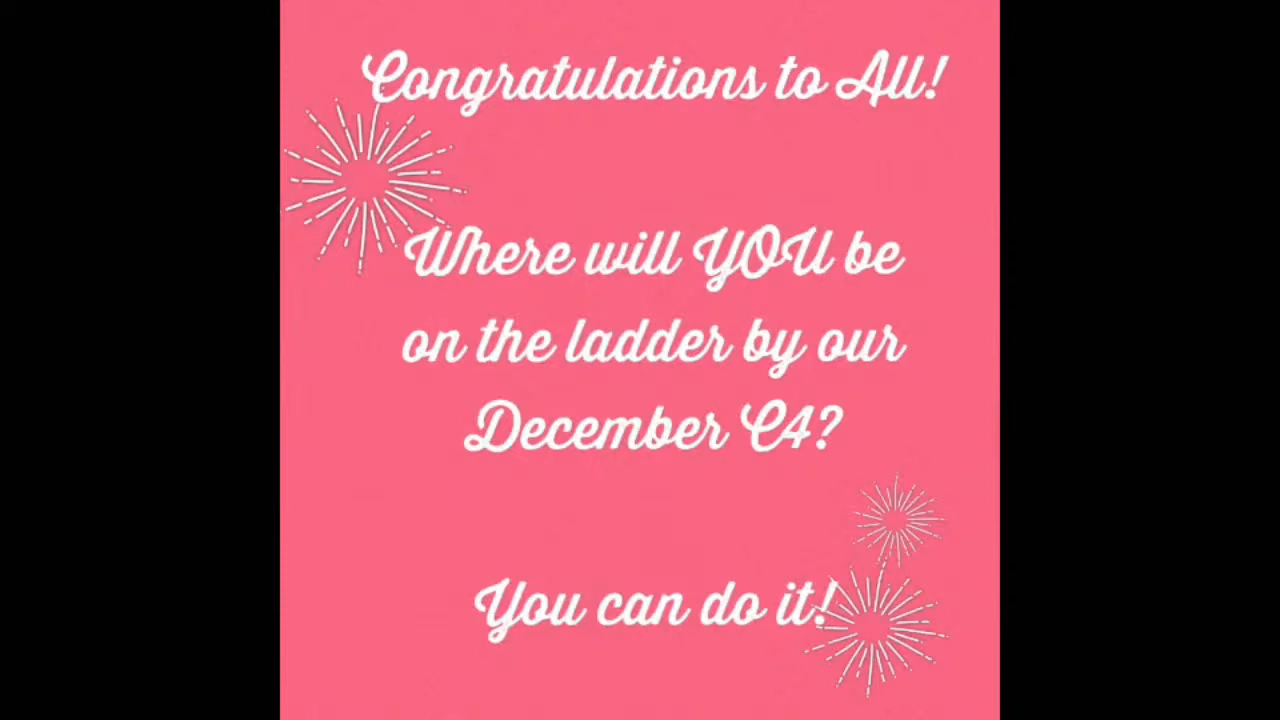 Congratulations to All!
Where will YOU be
on the ladder by our
December C4?
You can do it!